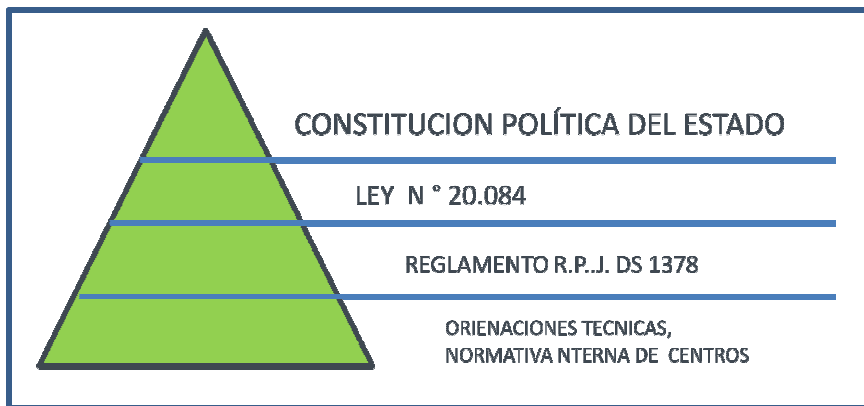 CONSTITUCION POLÍTICA DEL ESTADO
LEY N ° 20.084
REGLAMENTO R.P..J. DS 1378
ORIENACIONES TECNICAS,
NORMATIVA NTERNA DE CENTROS